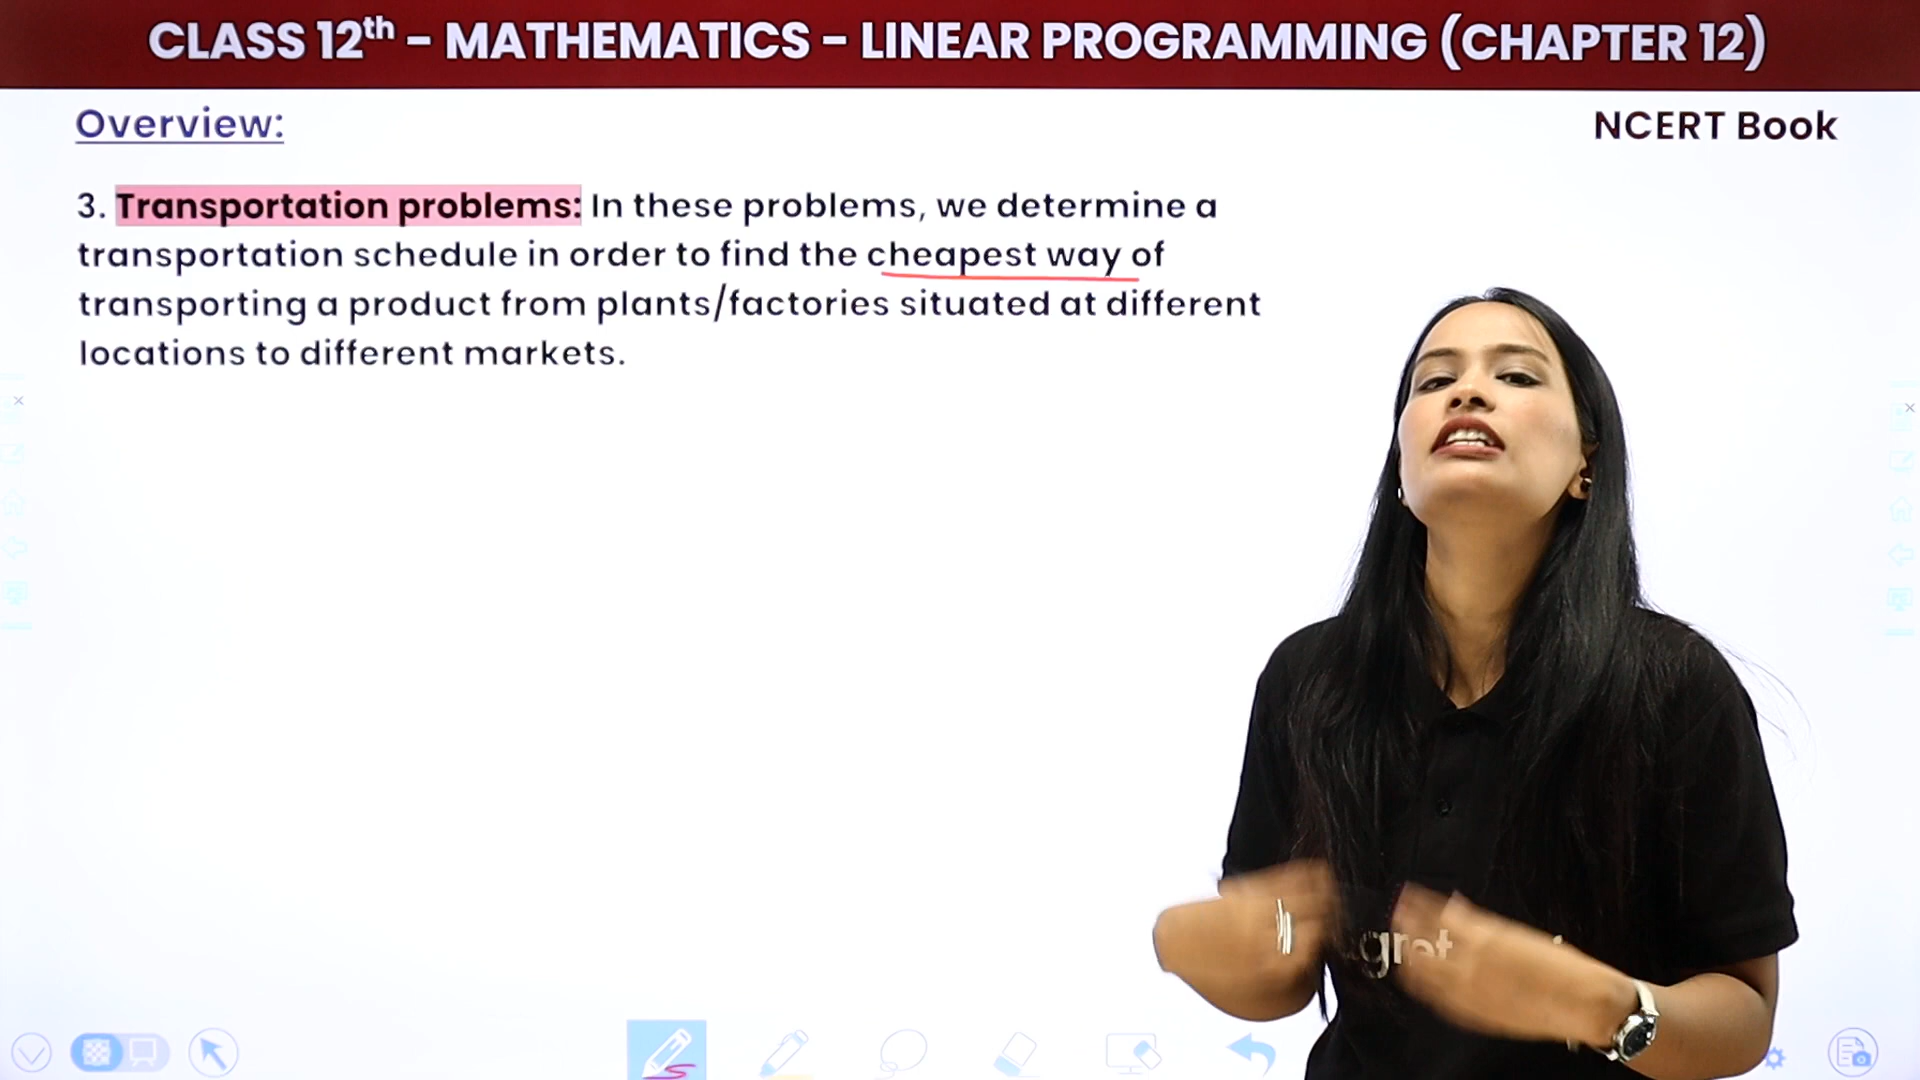 CLASS 12th - MATHEMATICS - LINEAR PROGRAMMING (CHAPTER 12)
Overview:
NCERT Book
3. Transportation problems: In these problems, we determine a
transportation schedule in order to find the cheapest way of
transporting a product from plants/factories situated at different
locations to different markets.